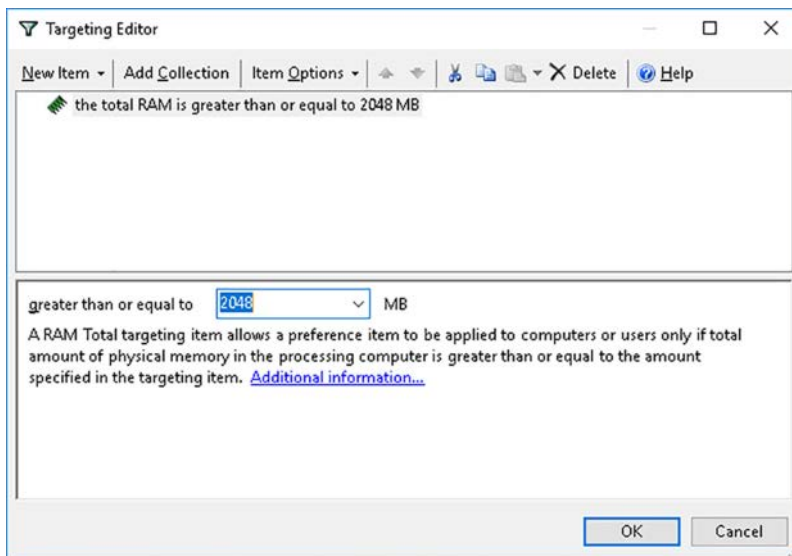 Targeting Editor
New Item Add Collection Item Options Delete Help
the total RAM is greater than or equal to 2048 MB
greater than or equal to 2048 MB
A RAM Total targeting item allows a preference item to be applied to computers or users only if total
amount of physical memory in the processing computer is greater than or equal to the amount
specified in the targeting item. Additional information...
OK Cancel